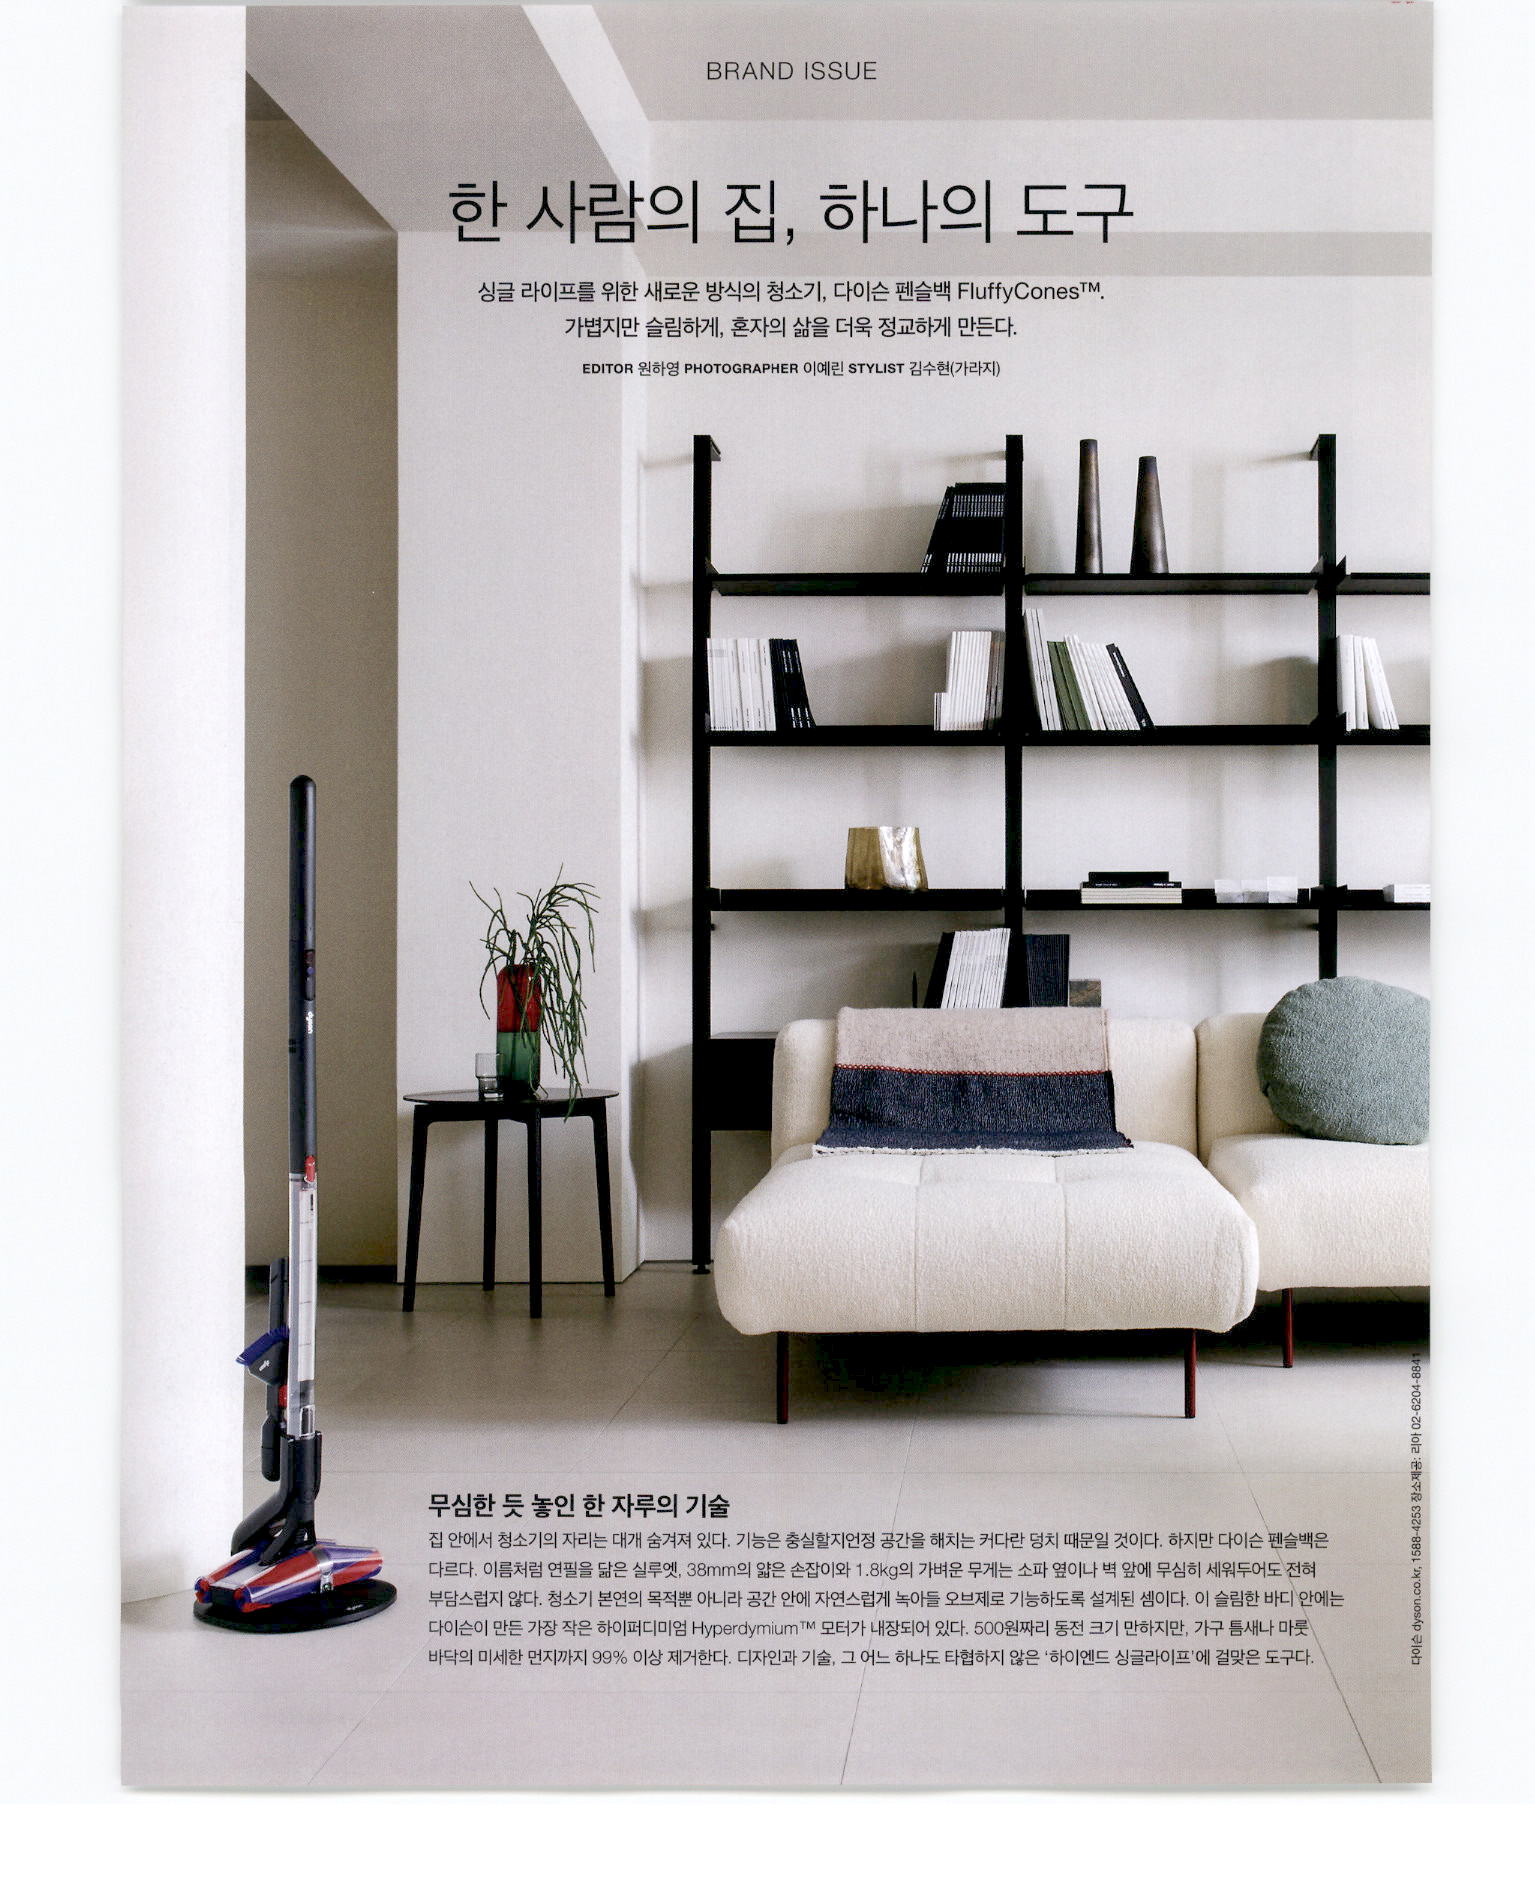 BRAND ISSUE
한 사람의 집, 하나의 도구
싱글 라이프를 위한 새로운 방식의 청소기, 다이슨 펜슬백 FluffyCones™.
가볍지만 슬림하게, 혼자의 삶을 더욱 정교하게 만든다.
EDITOR 원하영 PHOTOGRAPHER 이예린 STYLIST 김수현(가라지)
dyson
무심한 듯 놓인 한 자루의 기술
집 안에서 청소기의 자리는 대개 숨겨져 있다. 기능은 충실할지언정 공간을 해치는 커다란 덩치 때문일 것이다. 하지만 다이슨 펜슬백은
다르다. 이름처럼 연필을 닮은 실루엣, 38mm의 얇은 손잡이와 1.8kg의 가벼운 무게는 소파 옆이나 벽 앞에 무심히 세워두어도 전혀
부담스럽지 않다. 청소기 본연의 목적뿐 아니라 공간 안에 자연스럽게 녹아들 오브제로 기능하도록 설계된 셈이다. 이 슬림한 바디 안에는
다이슨이 만든 가장 작은 하이퍼디미엄 Hyperdymium™ 모터가 내장되어 있다. 500원짜리 동전 크기 만하지만, 가구 틈새나 마룻
바닥의 미세한 먼지까지 99% 이상 제거한다. 디자인과 기술, 그 어느 하나도 타협하지 않은 ‘하이엔드 싱글라이프’에 걸맞은 도구다.
다이슨 dyson.co.kr, 1588-4253 장소제공: 리아 02-6204-8841